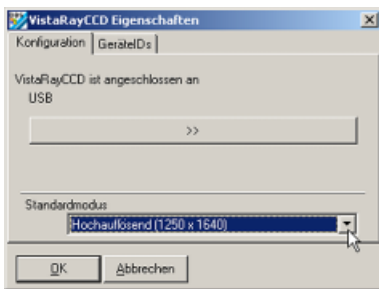 VistaRayCCD Eigenschaften
Konfiguration GeräteIDs
VistaRayCCD ist angeschlossen an
USB
>>
Standardmodus
Hochauflösend (1250 x 1640)
OK Abbrechen